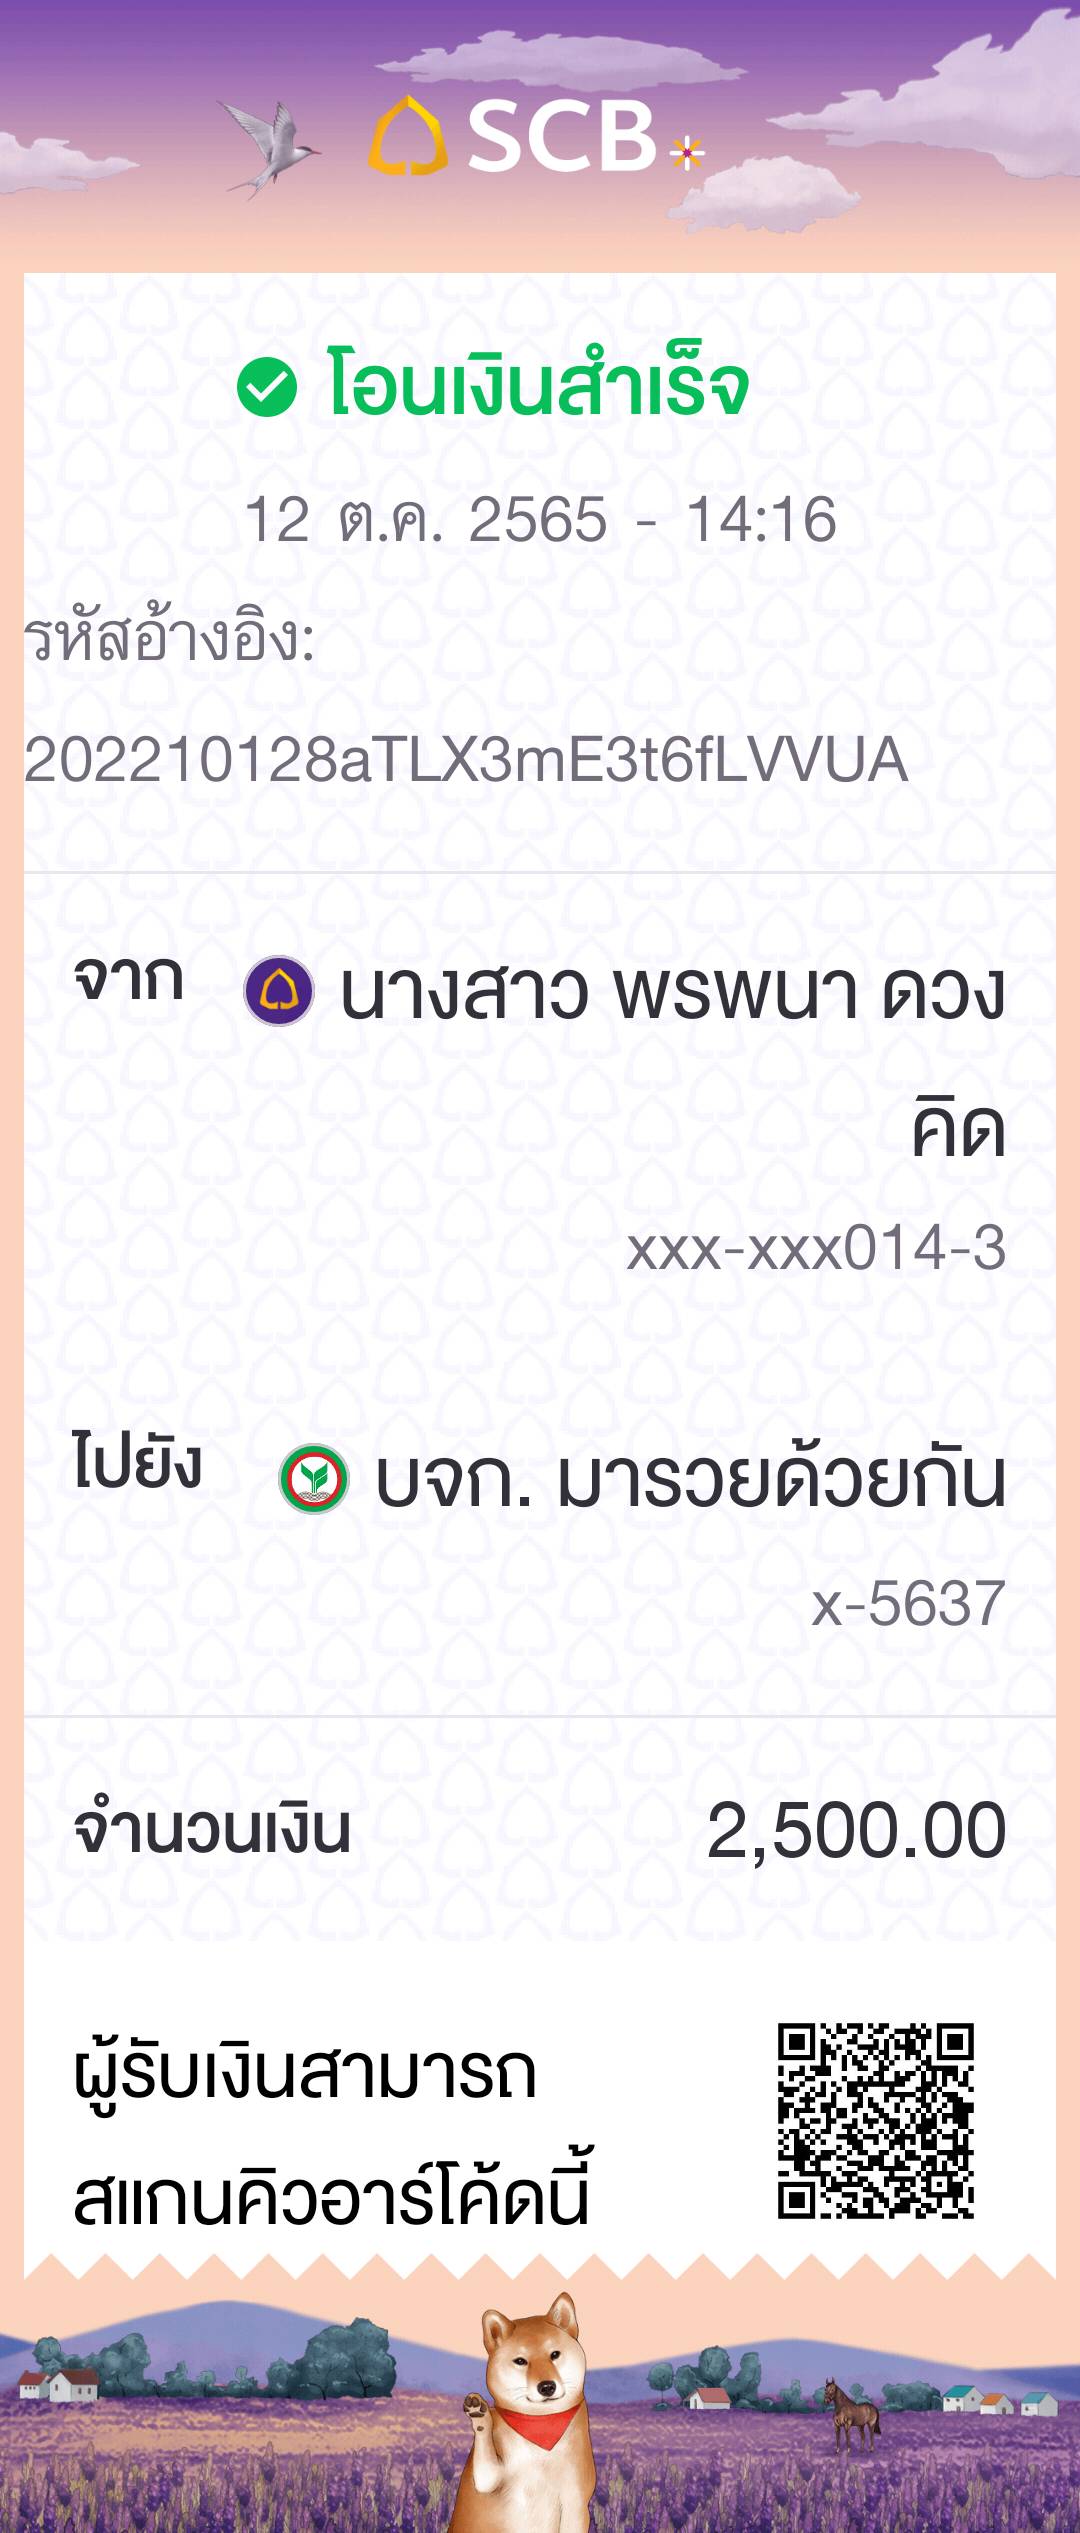 SCB
โอนเงินสำเร็จ
12 ต.ค. 2565 - 14:16
รหัสอ้างอิง:
202210128aTLX3mE3t6fLVVUA
จาก นางสาว พรพนา ดวง
คิด
xxx-xxx014-3
ไปยัง บจก. มารวยด้วยกัน
x-5637
จำนวนเงิน 2,500.00
ผู้รับเงินสามารถ
สแกนคิวอาร์โค้ดนี้